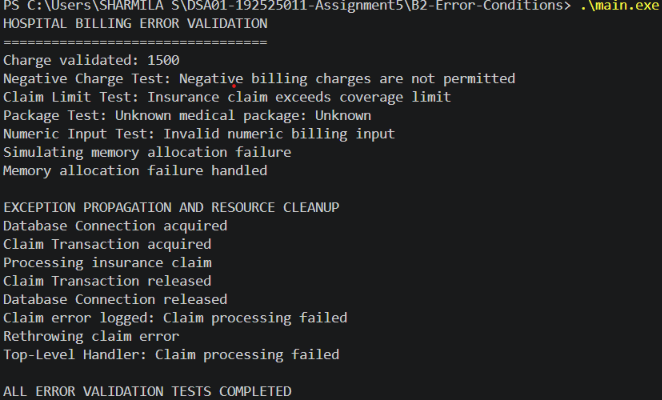 PS C:\Users\SHARMILA S\DSA01-192525011-Assignment5\B2-Error-Conditions> .\main.exe
HOSPITAL BILLING ERROR VALIDATION
================================
Charge validated: 1500
Negative Charge Test: Negative billing charges are not permitted
Claim Limit Test: Insurance claim exceeds coverage limit
Package Test: Unknown medical package: Unknown
Numeric Input Test: Invalid numeric billing input
Simulating memory allocation failure
Memory allocation failure handled

EXCEPTION PROPAGATION AND RESOURCE CLEANUP
Database Connection acquired
Claim Transaction acquired
Processing insurance claim
Claim Transaction released
Database Connection released
Claim error logged: Claim processing failed
Rethrowing claim error
Top-Level Handler: Claim processing failed

ALL ERROR VALIDATION TESTS COMPLETED